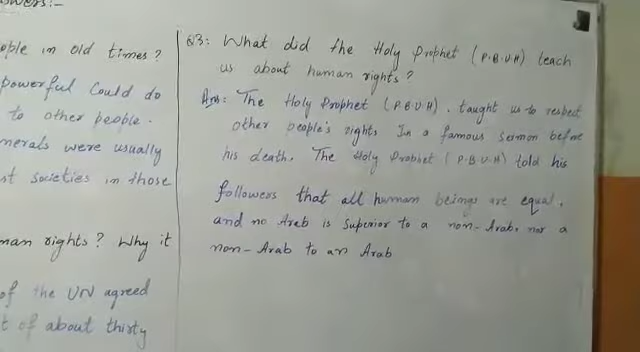 swers:-
ople in old times?
powerful could do
to other people.
nerals were usually
st societies in those
man rights? Why it
of the UN agreed
t of about thirty
Q3: What did the Holy Prophet (P.B.U.H) teach
us about human rights?
Ans: The Holy Prophet (P.B.U.H). taught us to respect
other people's rights In a famous sermon before
his death. The Holy Prophet (P.B.U.H) told his
followers that all human beings are equal.
and no Arab is superior to a non-Arab, nor a
non-Arab to an Arab